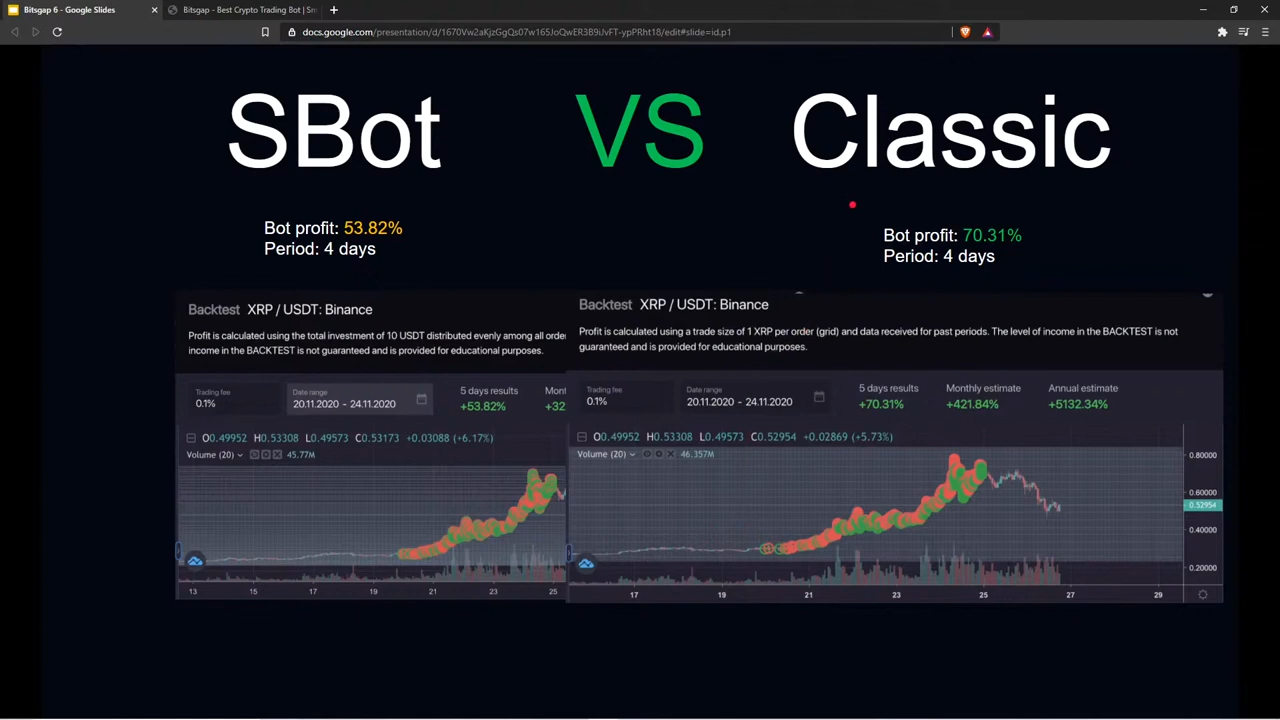 Bitsgap 6 - Google Slides
Bitsgap - Best Crypto Trading Bot | Sm
docs.google.com/presentation/d/1670Vw2aKjzGgQs07w165JoQwER3B9iJvFT-ypPRht18/edit#slide=id.p1
SBot VS Classic
Bot profit: 53.82%
Period: 4 days
Bot profit: 70.31%
Period: 4 days
Backtest XRP / USDT: Binance
Profit is calculated using the total investment of 10 USDT distributed evenly among all orde
income in the BACKTEST is not guaranteed and is provided for educational purposes.
Trading fee
0.1%
Date range
20.11.2020 - 24.11.2020
5 days results
+53.82%
Mont
+32
O0.49952 H0.53308 L0.49573 C0.53173 +0.03088 (+6.17%)
Volume (20) 45.77M
13 15 17 19 21 23 25
Backtest XRP / USDT: Binance
Profit is calculated using a trade size of 1 XRP per order (grid) and data received for past periods. The level of income in the BACKTEST is not
guaranteed and is provided for educational purposes.
Trading fee
0.1%
Date range
20.11.2020 - 24.11.2020
5 days results
+70.31%
Monthly estimate
+421.84%
Annual estimate
+5132.34%
O0.49952 H0.53308 L0.49573 C0.52954 +0.02869 (+5.73%)
Volume (20) 46.357M
0.80000
0.60000
0.52954
0.40000
0.20000
17 19 21 23 25 27 29